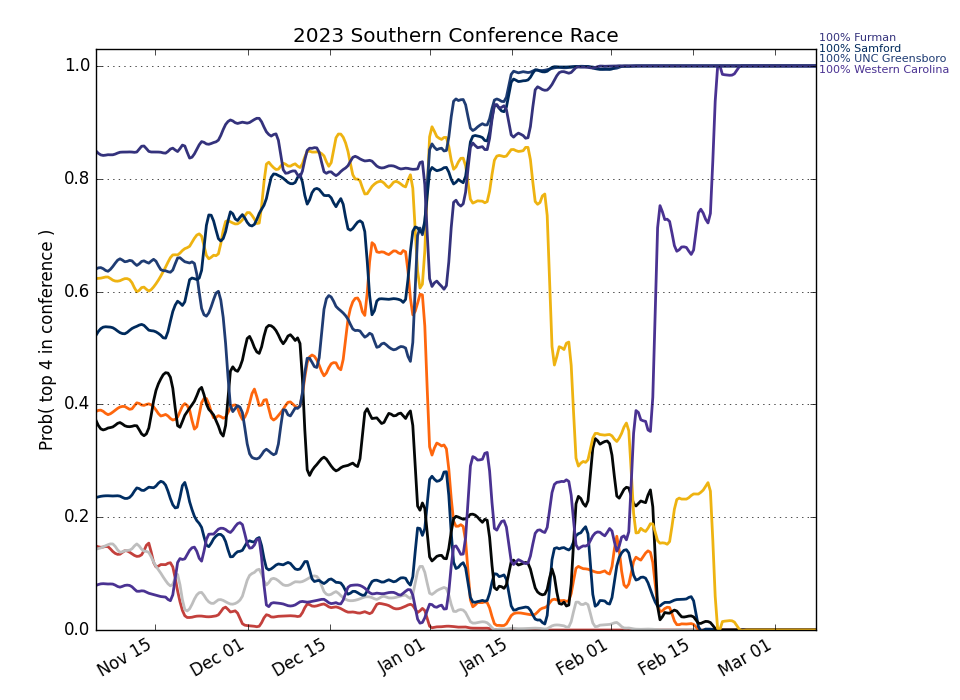 2023 Southern Conference Race
100% Furman
100% Samford
100% UNC Greensboro
100% Western Carolina
Prob( top 4 in conference )
1.0
0.8
0.6
0.4
0.2
0.0
Nov 15
Dec 01
Dec 15
Jan 01
Jan 15
Feb 01
Feb 15
Mar 01